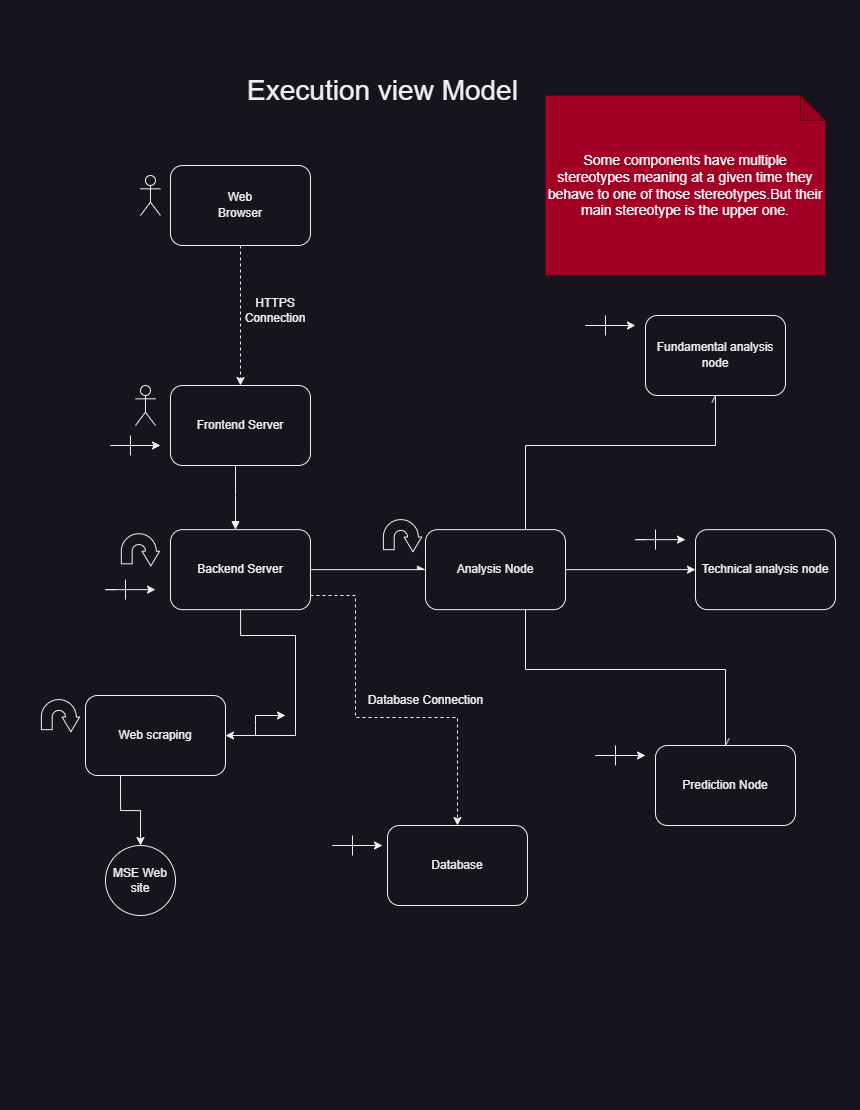 Execution view Model
Some components have multiple
stereotypes meaning at a given time they
behave to one of those stereotypes.But their
main stereotype is the upper one.
Web
Browser
HTTPS
Connection
Fundamental analysis
node
Frontend Server
Backend Server
Analysis Node
Technical analysis node
Database Connection
Web scraping
Prediction Node
Database
MSE Web
site